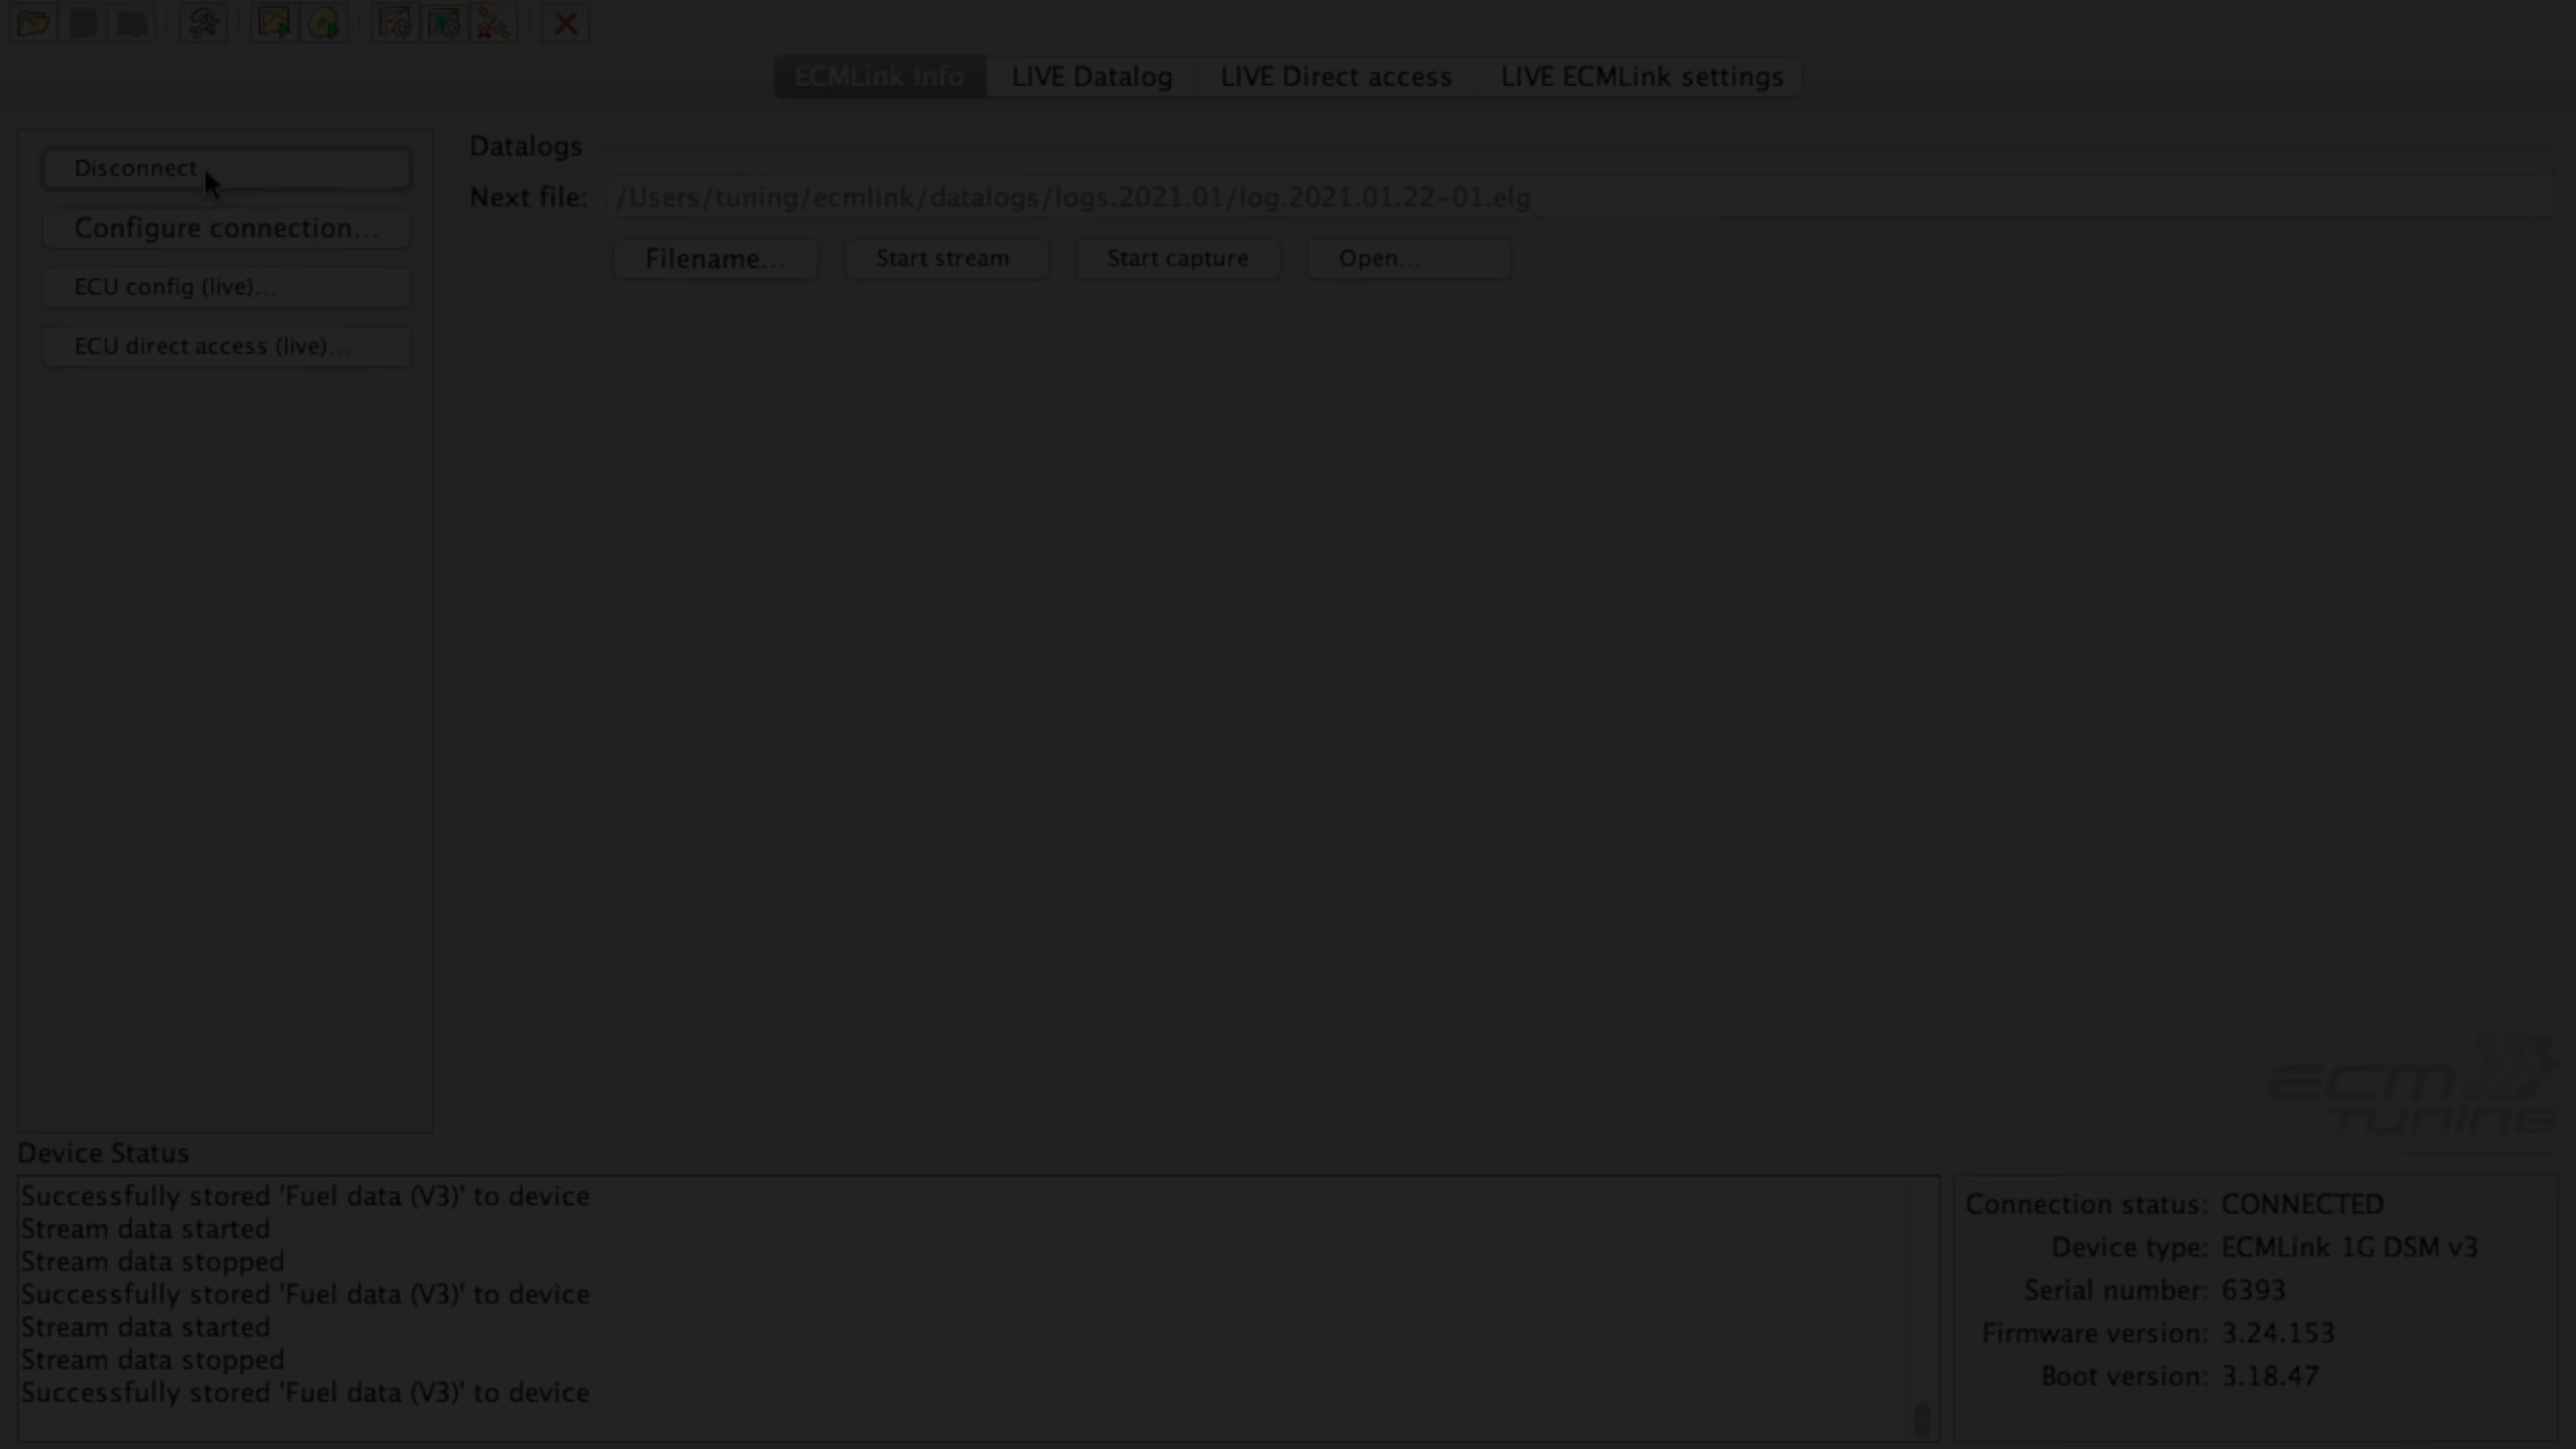 ECMLink Info LIVE Datalog LIVE Direct access LIVE ECMLink settings
Disconnect
Configure connection...
ECU config (live)...
ECU direct access (live)...
Datalogs
Next file: /Users/tuning/ecmlink/datalogs/logs.2021.01/log.2021.01.22-01.elg
Filename... Start stream Start capture Open...
ECM
TUNING
Device Status
Successfully stored 'Fuel data (V3)' to device
Stream data started
Stream data stopped
Successfully stored 'Fuel data (V3)' to device
Stream data started
Stream data stopped
Successfully stored 'Fuel data (V3)' to device
Connection status: CONNECTED
Device type: ECMLink 1G DSM v3
Serial number: 6393
Firmware version: 3.24.153
Boot version: 3.18.47